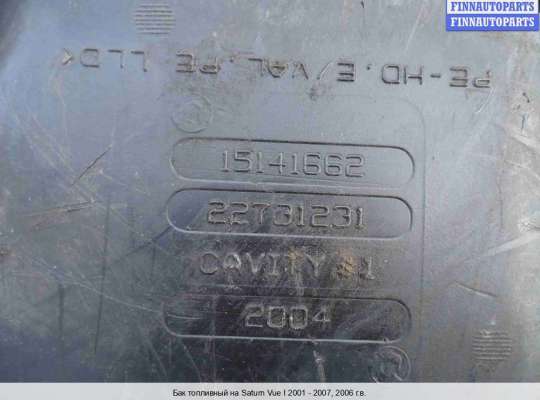 FINNAUTOPARTS
FINNAUTOPARTS
PE-HD, E/VAL, PE LLD<
15141662
22731231
CAVITY #1
2004
Бак топливный на Saturn Vue I 2001 - 2007, 2006 г.в.